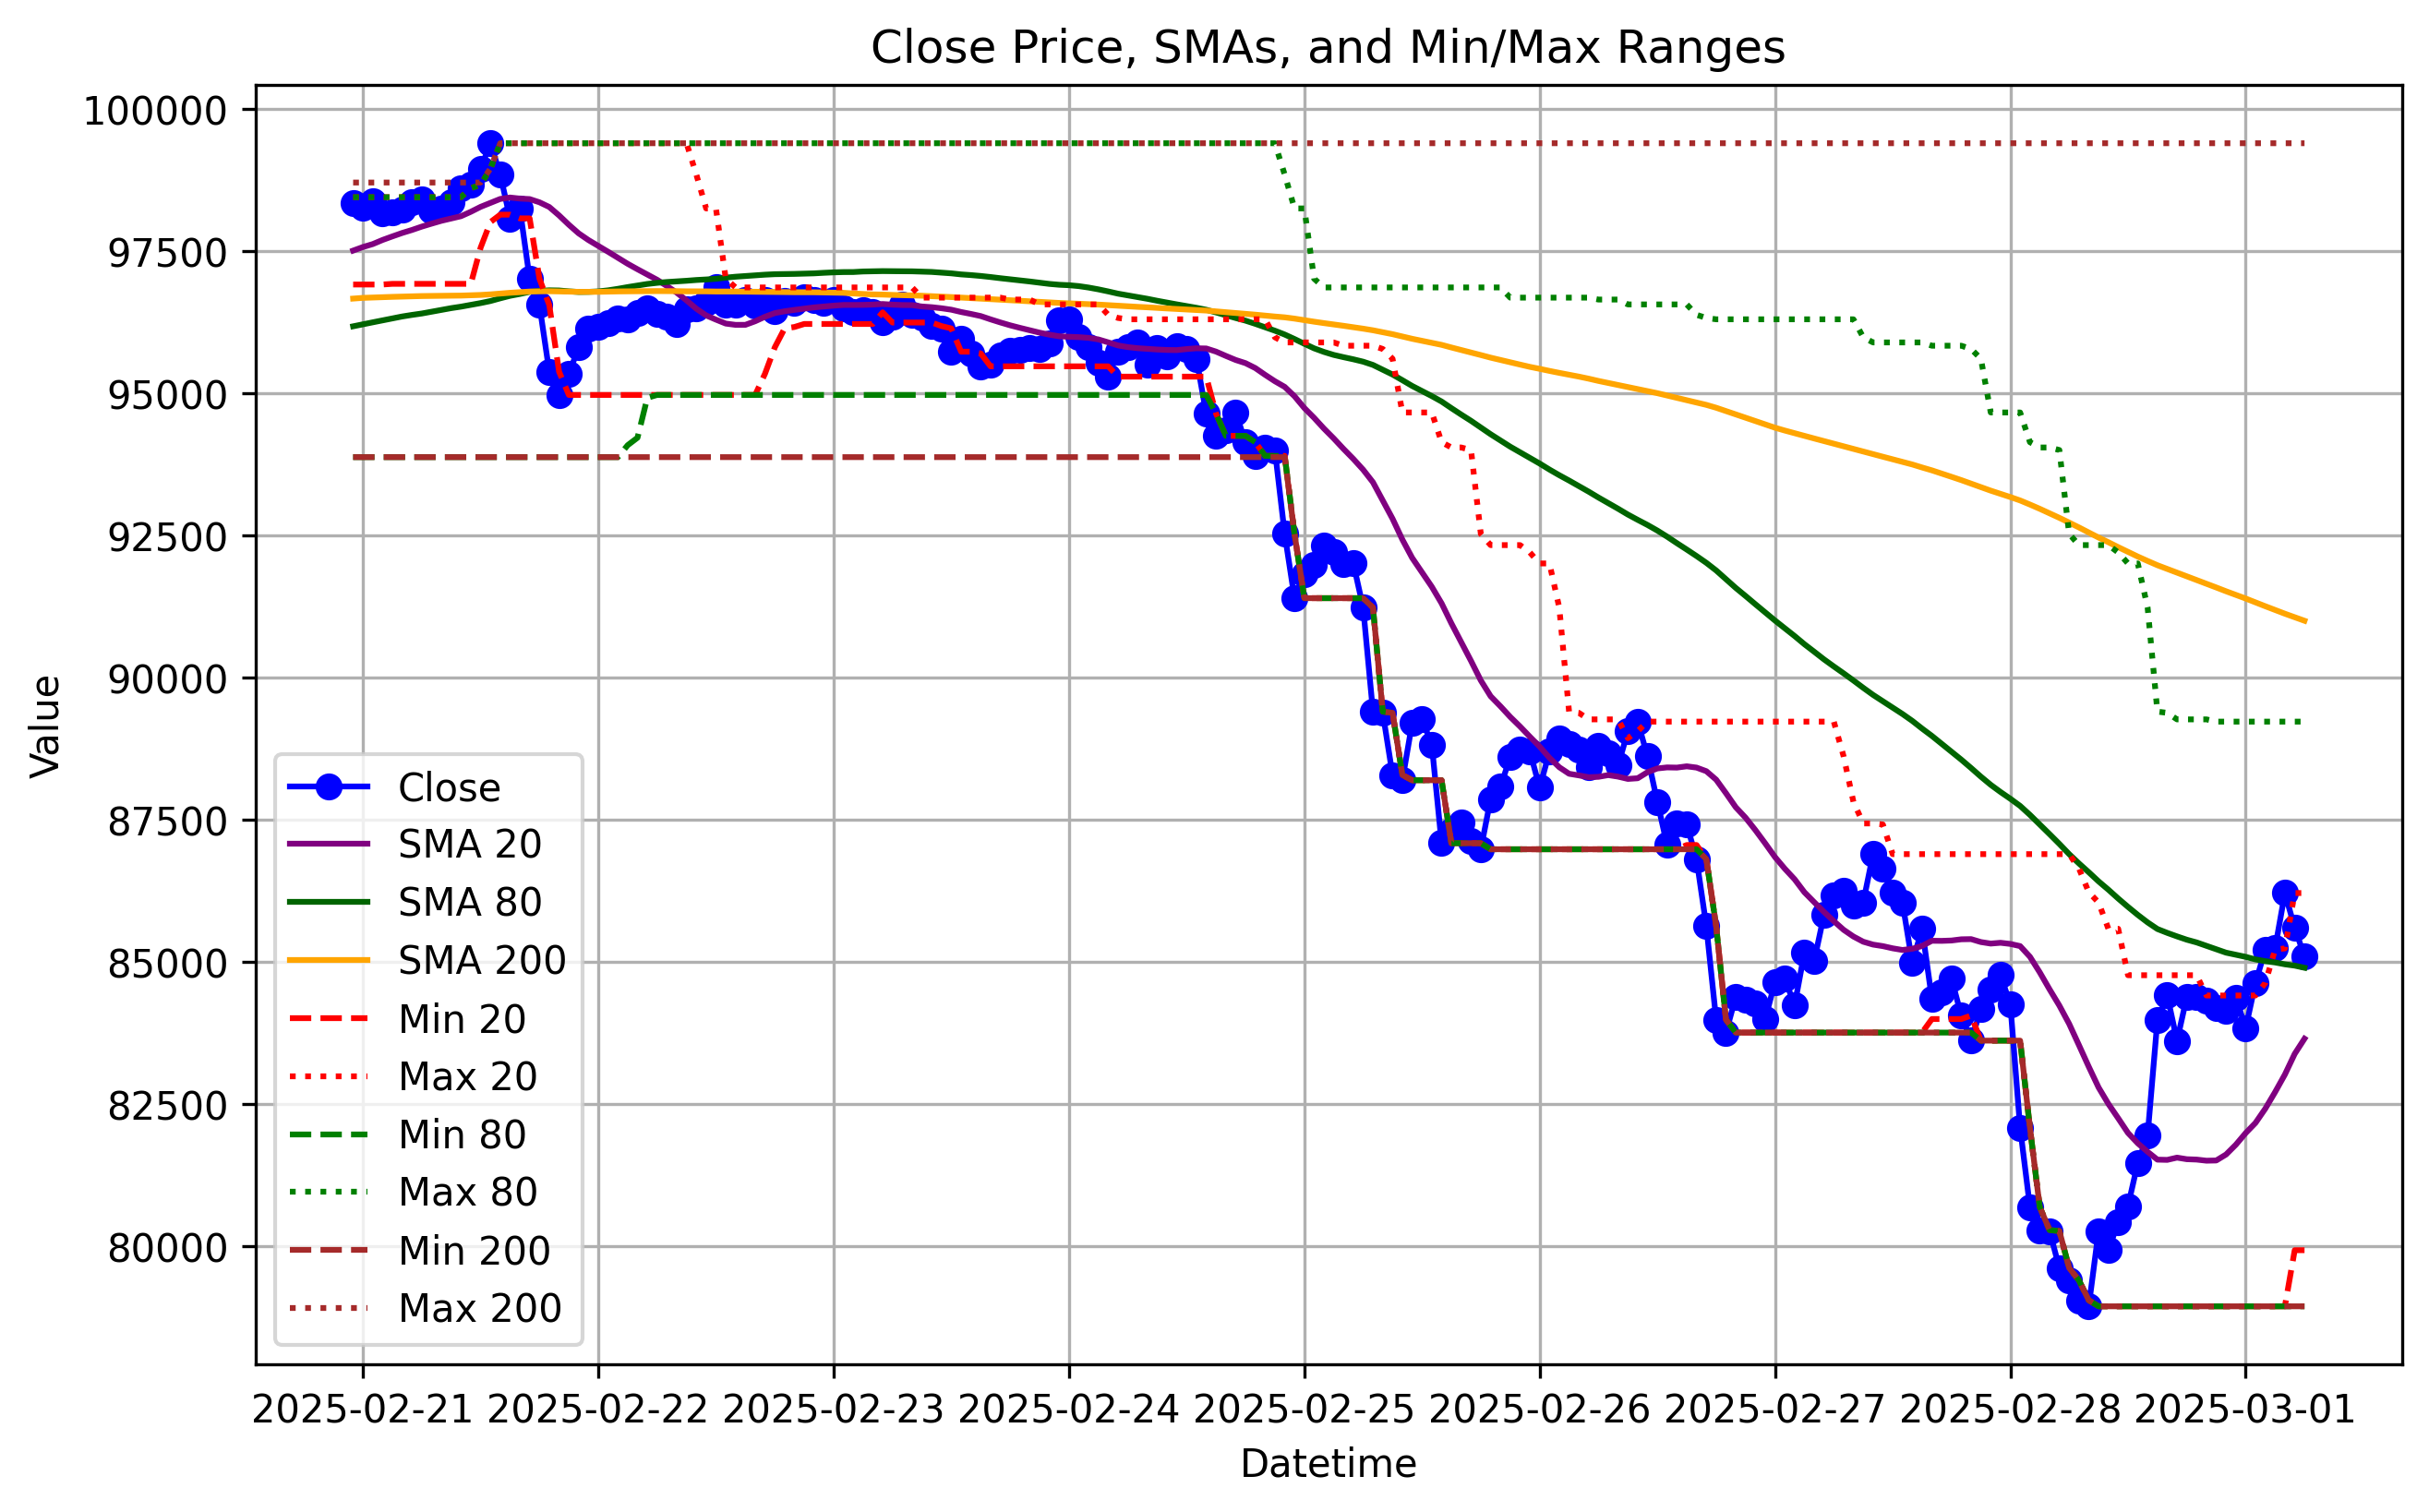 Close Price, SMAs, and Min/Max Ranges
100000
97500
95000
92500
90000
87500
85000
82500
80000
Value
Close
SMA 20
SMA 80
SMA 200
Min 20
Max 20
Min 80
Max 80
Min 200
Max 200
2025-02-21 2025-02-22 2025-02-23 2025-02-24 2025-02-25 2025-02-26 2025-02-27 2025-02-28 2025-03-01
Datetime